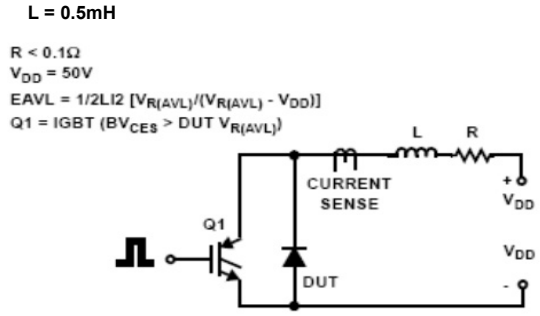 L = 0.5mH
R < 0.1Ω
VDD = 50V
EAVL = 1/2LI2 [VR(AVL)/(VR(AVL) - VDD)]
Q1 = IGBT (BVCES > DUT VR(AVL))
L R
CURRENT
SENSE
+
VDD
Q1
VDD
DUT
-